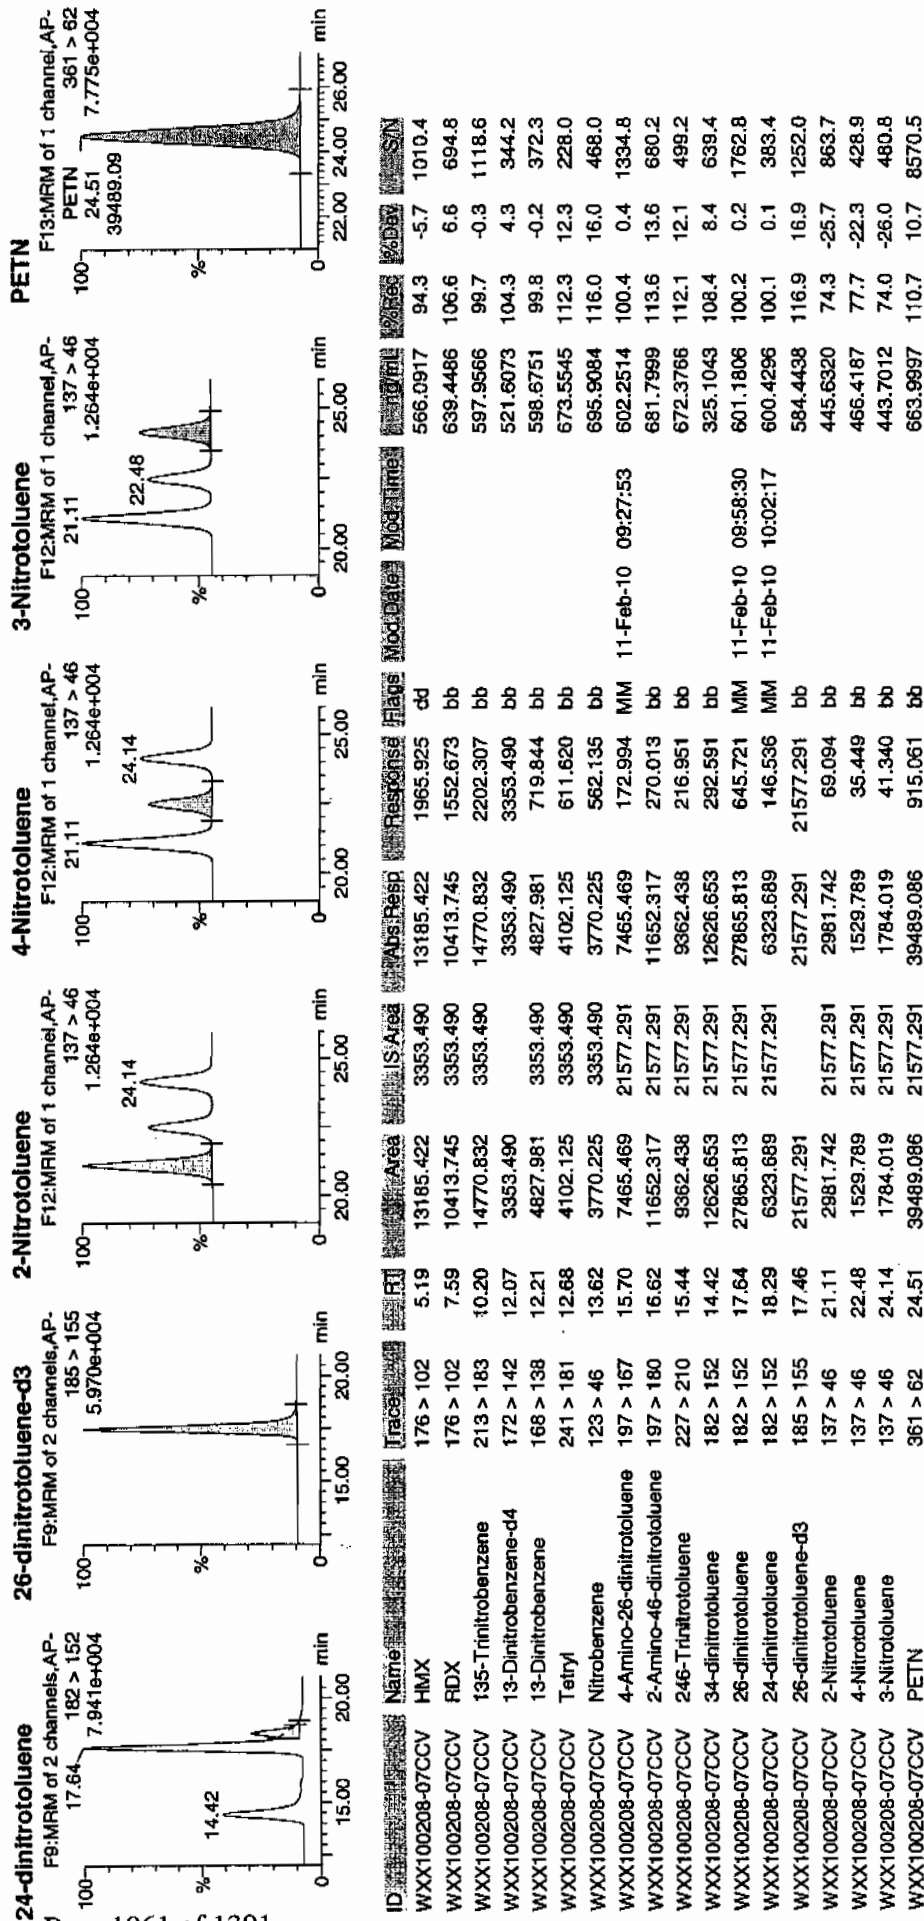 24-dinitrotoluene
F9:MRM of 2 channels,AP-
182 > 152
7.941e+004
17.64
14.42
100
%
0
15.00 20.00 min
26-dinitrotoluene-d3
F9:MRM of 2 channels,AP-
185 > 155
5.970e+004
100
%
0
15.00 20.00 min
2-Nitrotoluene
F12:MRM of 1 channel,AP-
137 > 46
1.264e+004
21.11
24.14
100
%
0
20.00 25.00 min
4-Nitrotoluene
F12:MRM of 1 channel,AP-
137 > 46
1.264e+004
21.11
24.14
100
%
0
20.00 25.00 min
3-Nitrotoluene
F12:MRM of 1 channel,AP-
137 > 46
1.264e+004
21.11
22.48
100
%
0
20.00 25.00 min
PETN
F13:MRM of 1 channel,AP-
361 > 62
7.775e+004
PETN
24.51
39489.09
100
%
0
22.00 24.00 26.00 min
ID Name Trace RT Area IS Area Abs Resp Response Flags Mod Date Mod Time ng/mL %Rec %Dev S/N
WXX100208-07CCV HMX 176 > 102 5.19 13185.422 3353.490 13185.422 1965.925 dd 566.0917 94.3 -5.7 1010.4
WXX100208-07CCV RDX 176 > 102 7.59 10413.745 3353.490 10413.745 1552.673 bb 639.4486 106.6 6.6 694.8
WXX100208-07CCV 135-Trinitrobenzene 213 > 183 10.20 14770.832 3353.490 14770.832 2202.307 bb 597.9566 99.7 -0.3 1118.6
WXX100208-07CCV 13-Dinitrobenzene-d4 172 > 142 12.07 3353.490 3353.490 3353.490 bb 521.6073 104.3 4.3 344.2
WXX100208-07CCV 13-Dinitrobenzene 168 > 138 12.21 4827.981 3353.490 4827.981 719.844 bb 598.6751 99.8 -0.2 372.3
WXX100208-07CCV Tetryl 241 > 181 12.68 4102.125 3353.490 4102.125 611.620 bb 673.5545 112.3 12.3 228.0
WXX100208-07CCV Nitrobenzene 123 > 46 13.62 3770.225 3353.490 3770.225 562.135 bb 695.9084 116.0 16.0 468.0
WXX100208-07CCV 4-Amino-26-dinitrotoluene 197 > 167 15.70 7465.469 21577.291 7465.469 172.994 MM 11-Feb-10 09:27:53 602.2514 100.4 0.4 1334.8
WXX100208-07CCV 2-Amino-46-dinitrotoluene 197 > 180 16.62 11652.317 21577.291 11652.317 270.013 bb 681.7999 113.6 13.6 680.2
WXX100208-07CCV 246-Trinitrotoluene 227 > 210 15.44 9362.438 21577.291 9362.438 216.951 bb 672.3766 112.1 12.1 499.2
WXX100208-07CCV 34-dinitrotoluene 182 > 152 14.42 12626.653 21577.291 12626.653 292.591 bb 325.1043 108.4 8.4 639.4
WXX100208-07CCV 26-dinitrotoluene 182 > 152 17.64 27865.813 21577.291 27865.813 645.721 MM 11-Feb-10 09:58:30 601.1806 100.2 0.2 1762.8
WXX100208-07CCV 24-dinitrotoluene 182 > 152 18.29 6323.689 21577.291 6323.689 146.536 MM 11-Feb-10 10:02:17 600.4296 100.1 0.1 383.4
WXX100208-07CCV 26-dinitrotoluene-d3 185 > 155 17.46 21577.291 21577.291 21577.291 bb 584.4438 116.9 16.9 1252.0
WXX100208-07CCV 2-Nitrotoluene 137 > 46 21.11 2981.742 21577.291 2981.742 69.094 bb 445.6320 74.3 -25.7 863.7
WXX100208-07CCV 4-Nitrotoluene 137 > 46 22.48 1529.789 21577.291 1529.789 35.449 bb 466.4187 77.7 -22.3 428.9
WXX100208-07CCV 3-Nitrotoluene 137 > 46 24.14 1784.019 21577.291 1784.019 41.340 bb 443.7012 74.0 -26.0 480.8
WXX100208-07CCV PETN 361 > 62 24.51 39489.086 21577.291 39489.086 915.061 bb 663.9997 110.7 10.7 8570.5
1061 of 1301